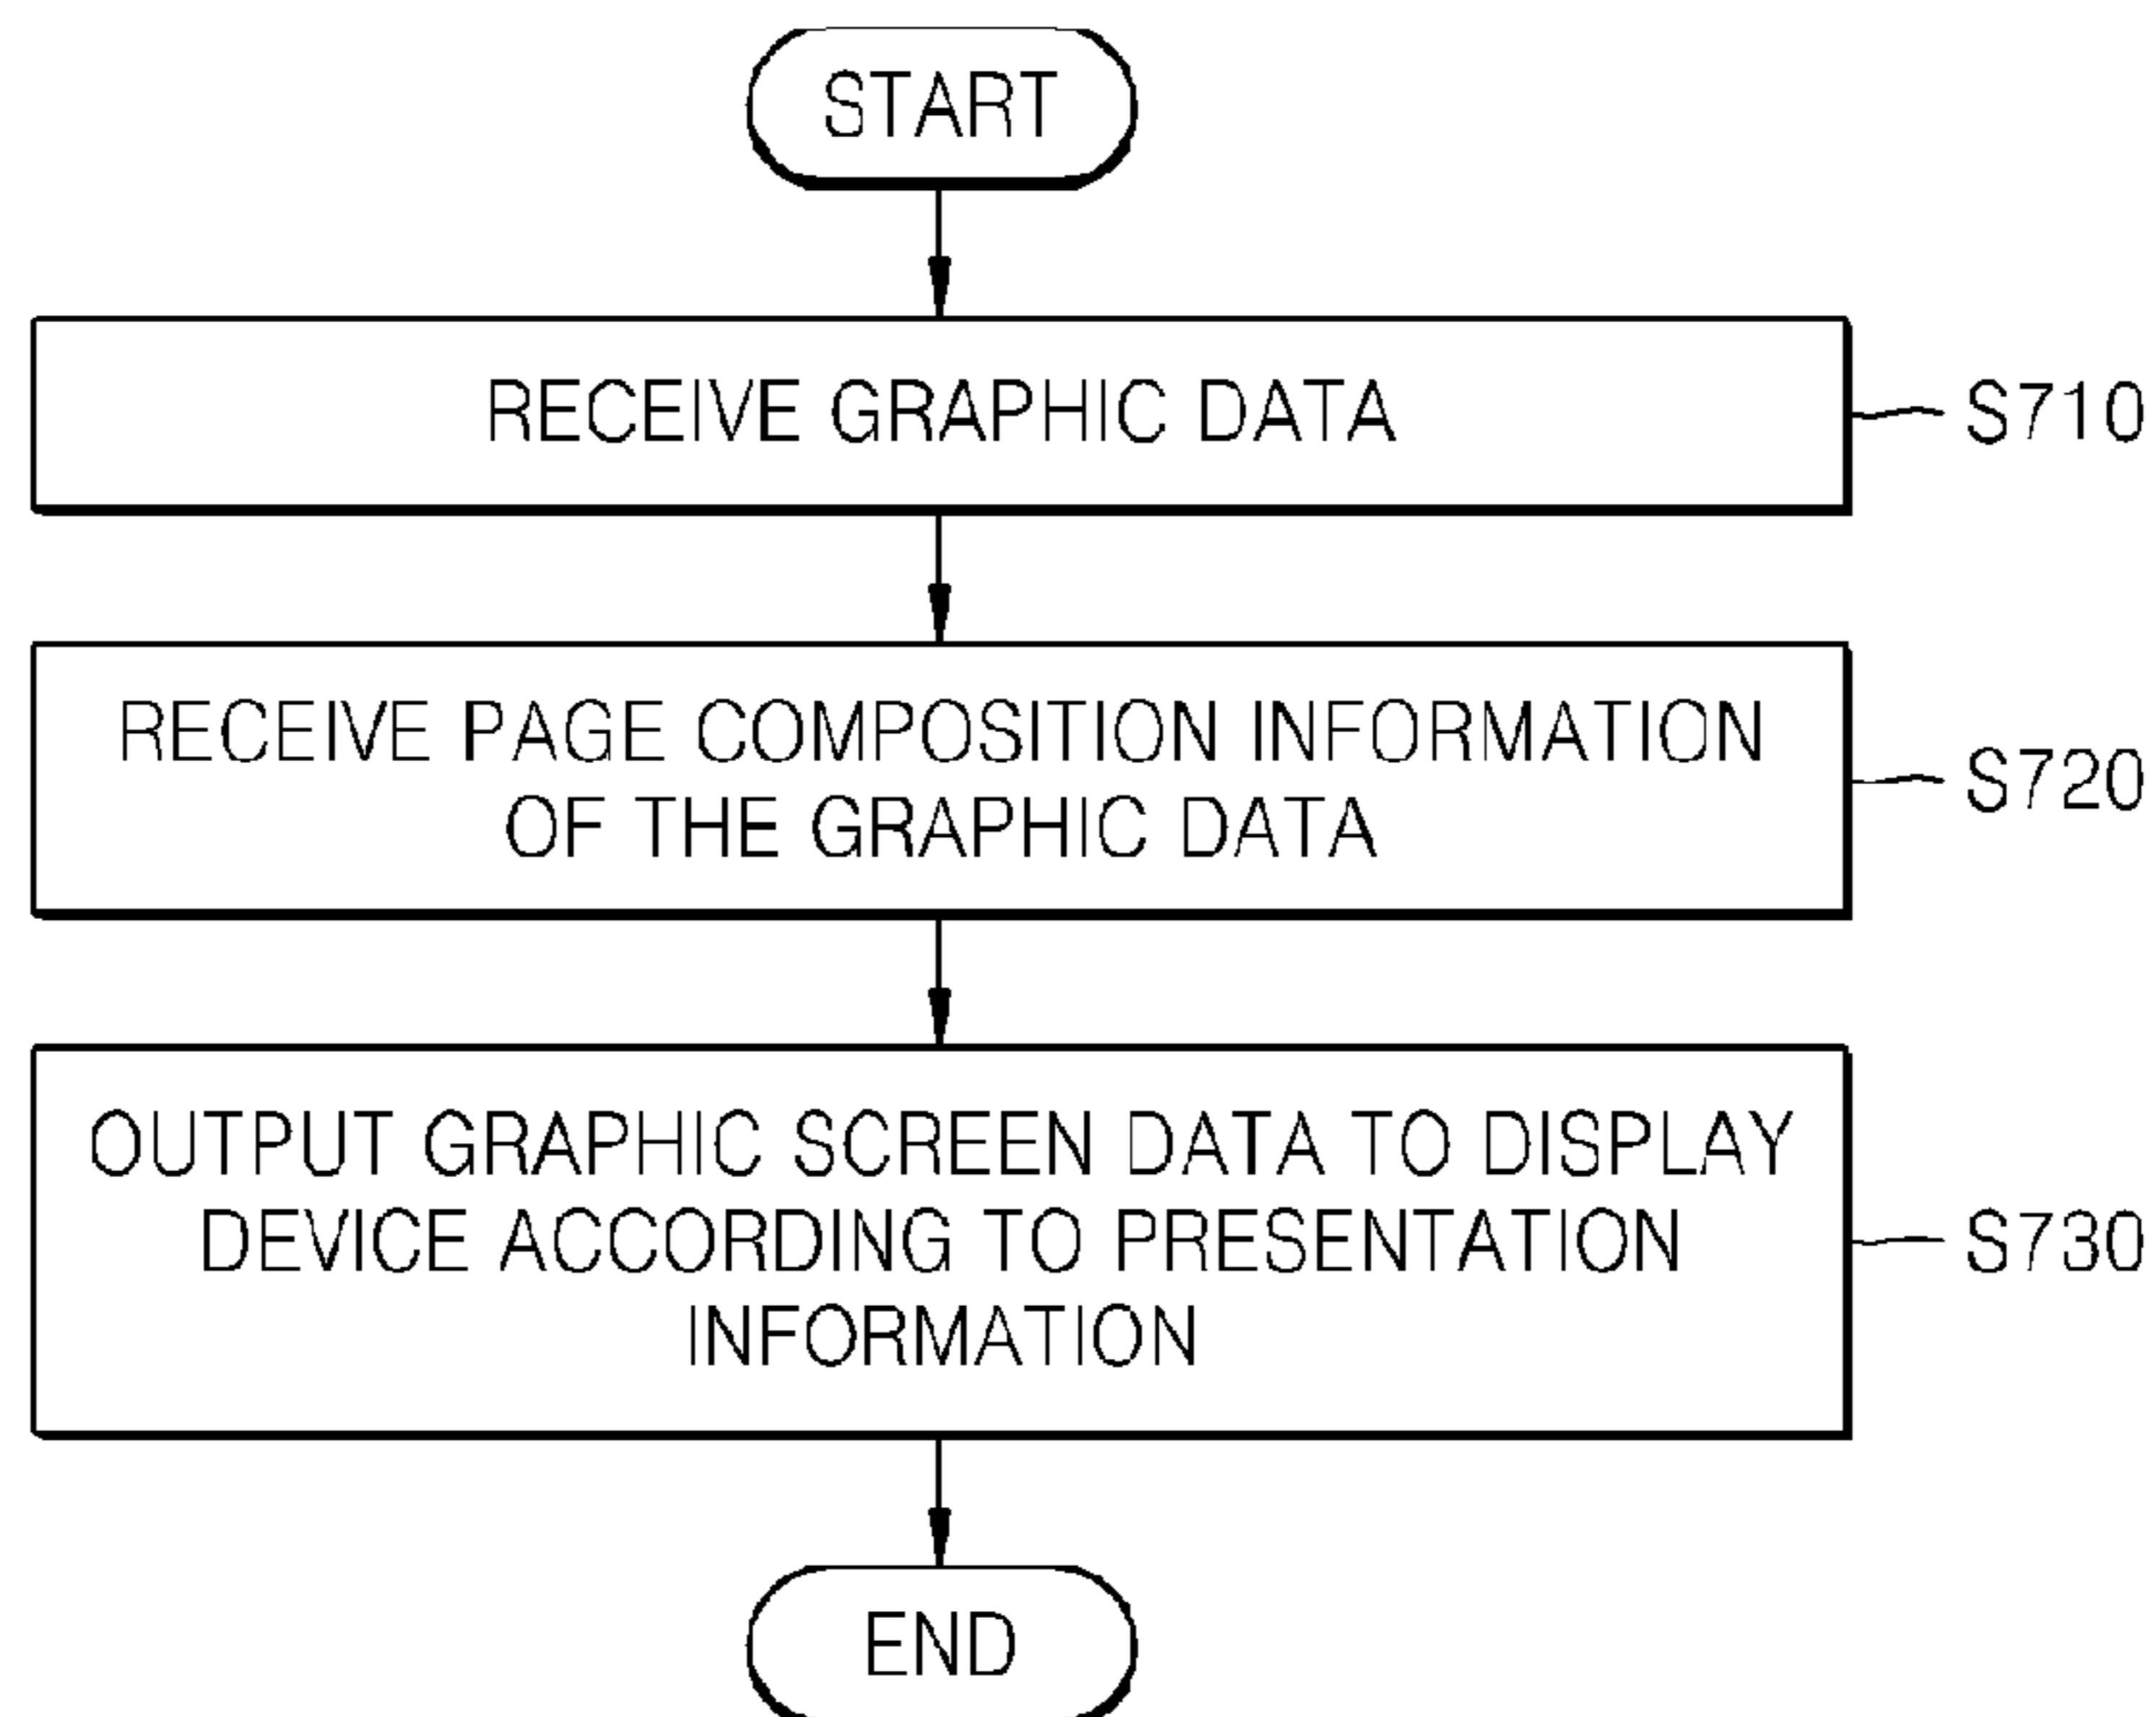 START
RECEIVE GRAPHIC DATA
S710
RECEIVE PAGE COMPOSITION INFORMATION
OF THE GRAPHIC DATA
S720
OUTPUT GRAPHIC SCREEN DATA TO DISPLAY
DEVICE ACCORDING TO PRESENTATION
INFORMATION
S730
END